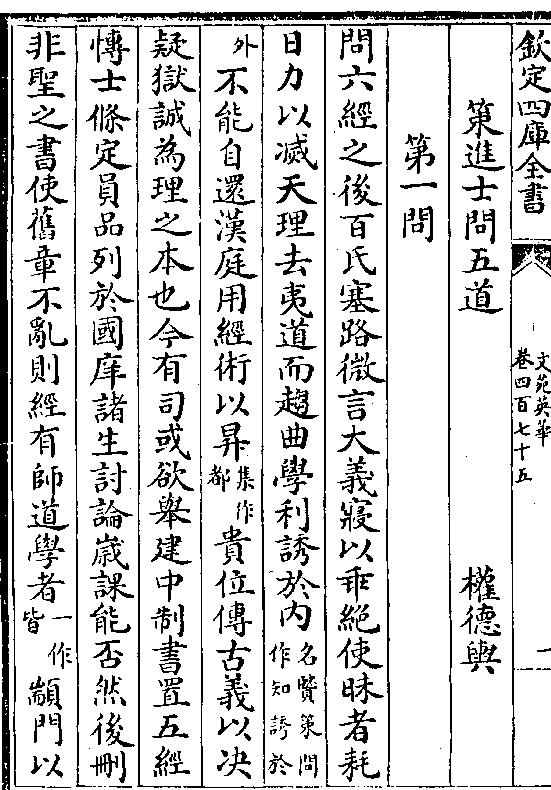 欽定四庫全書
文苑英華
卷四百七十五
一
策進士問五道
權德輿
第一問
問六經之後百氏塞路微言大義寖以乖絶使昧者耗
日力以滅天理去夷道而趨曲學利誘於内名賢策問作知誘於
外不能自還漢庭用經術以昇集作都貴位傳古義以决
疑獄誠為理之本也今有司或欲舉建中制書置五經
愽士條定員品列於國庠諸生討論嵗課能否然後刪
非聖之書使舊章不亂則經有師道學者一作皆顓門以